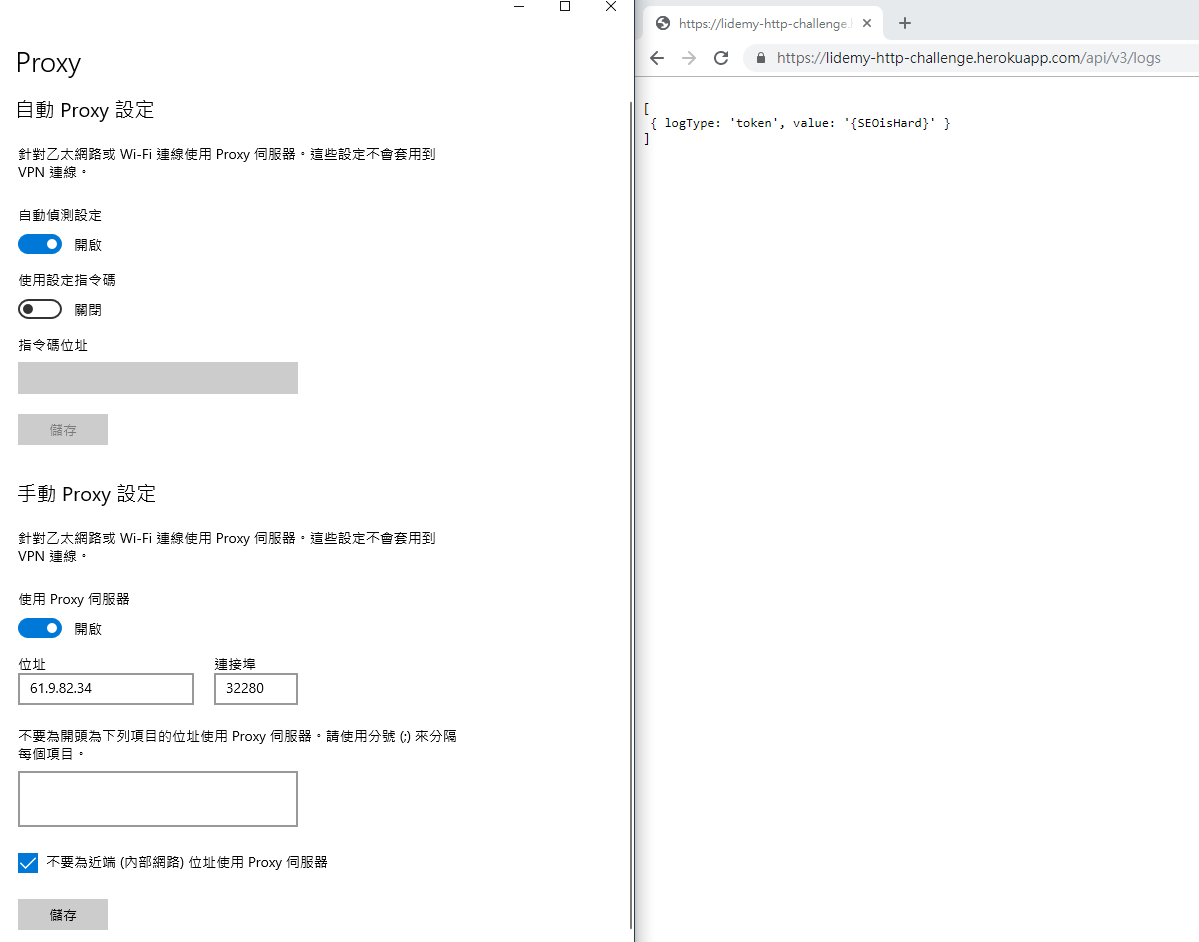 Proxy
自動 Proxy 設定
針對乙太網路或 Wi-Fi 連線使用 Proxy 伺服器。這些設定不會套用到
VPN 連線。
自動偵測設定
開啟
使用設定指令碼
關閉
指令碼位址
儲存
手動 Proxy 設定
針對乙太網路或 Wi-Fi 連線使用 Proxy 伺服器。這些設定不會套用到
VPN 連線。
使用 Proxy 伺服器
開啟
位址 連接埠
61.9.82.34 32280
不要為開頭為下列項目的位址使用 Proxy 伺服器。請使用分號 (;) 來分隔
每個項目。
不要為近端 (內部網路) 位址使用 Proxy 伺服器
儲存
https://lidemy-http-challenge.
https://lidemy-http-challenge.herokuapp.com/api/v3/logs
[
{ logType: 'token', value: '{SEOisHard}' }
]